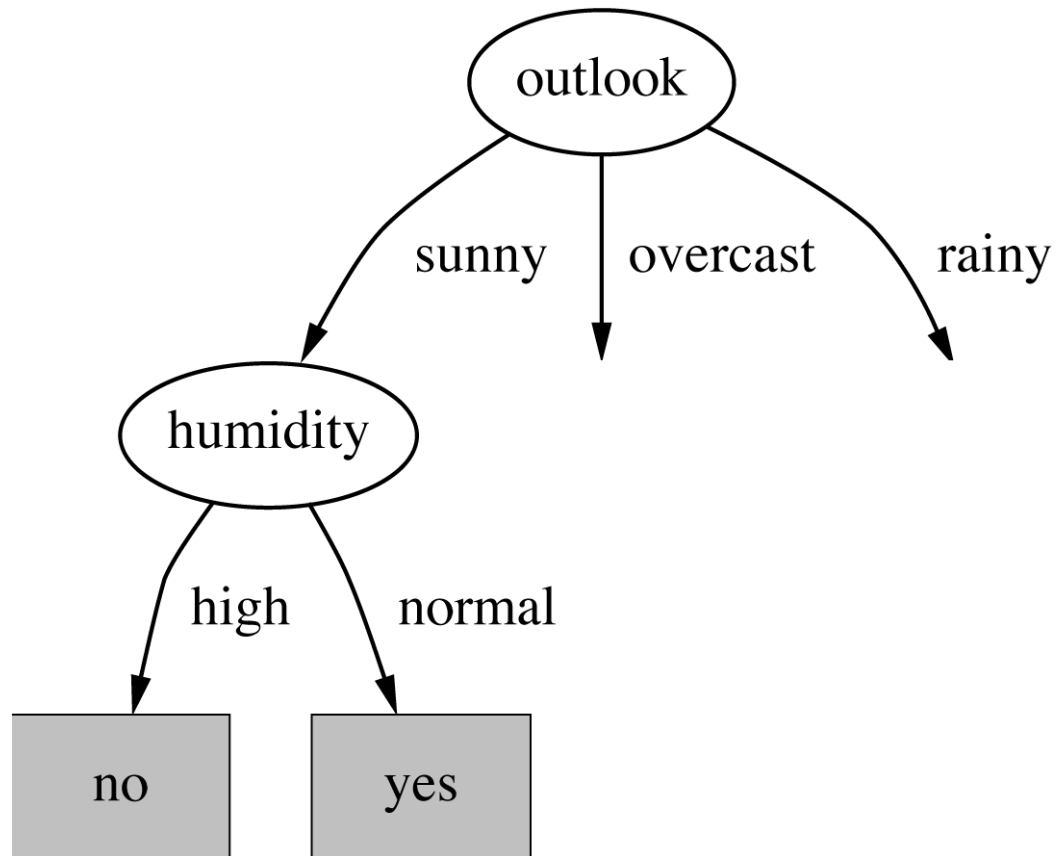 outlook
sunny overcast rainy
humidity
high normal
no yes